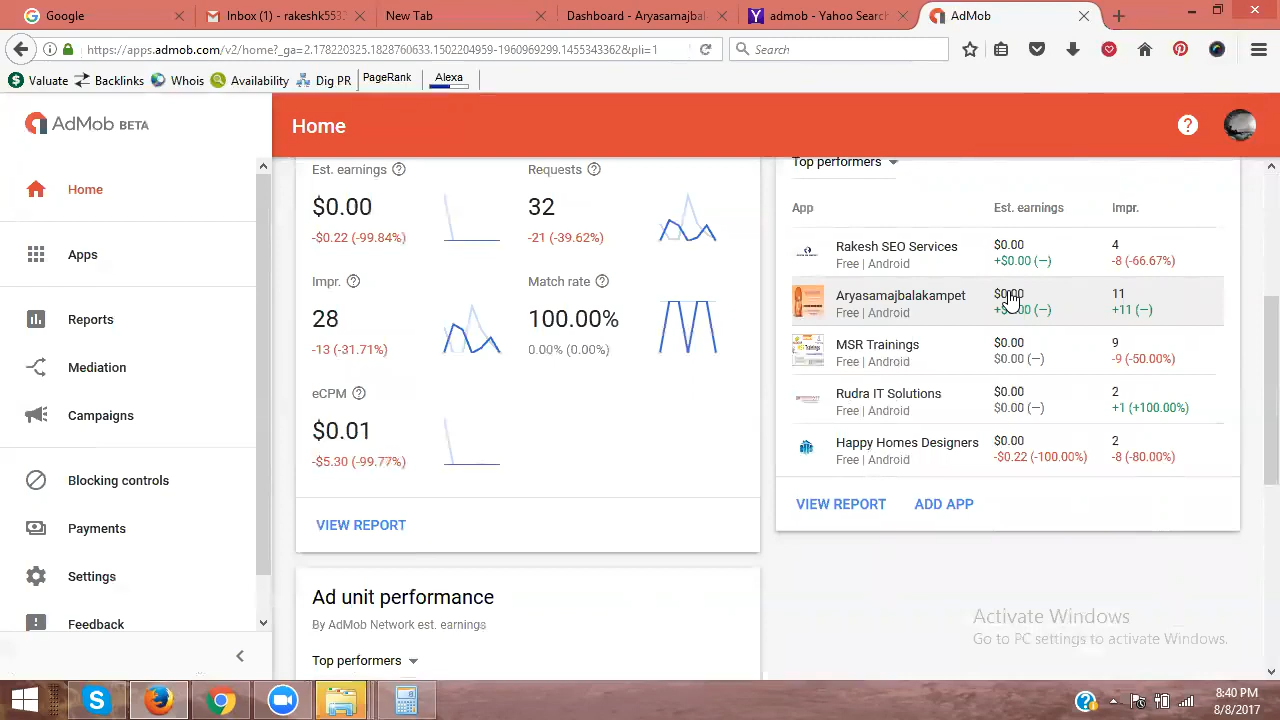 Google
Inbox (1) - rakeshk553
New Tab
Dashboard - Aryasamajbal
admob - Yahoo Search
AdMob
https://apps.admob.com/v2/home?_ga=2.178220325.1828760633.1502204959-1960969299.1455343362&pli=1
Search
Valuate
Backlinks
Whois
Availability
Dig PR
PageRank
Alexa
AdMob BETA
Home
Home
Apps
Reports
Mediation
Campaigns
Blocking controls
Payments
Settings
Feedback
Est. earnings
$0.00
-$0.22 (-99.84%)
Requests
32
-21 (-39.62%)
Impr.
28
-13 (-31.71%)
Match rate
100.00%
0.00% (0.00%)
eCPM
$0.01
-$5.30 (-99.77%)
VIEW REPORT
Ad unit performance
By AdMob Network est. earnings
Top performers
Top performers
App Est. earnings Impr.
Rakesh SEO Services $0.00 4
Free | Android +$0.00 (—) -8 (-66.67%)
Aryasamajbalakampet $0.00 11
Free | Android +$0.00 (—) +11 (—)
MSR Trainings $0.00 9
Free | Android $0.00 (—) -9 (-50.00%)
Rudra IT Solutions $0.00 2
Free | Android $0.00 (—) +1 (+100.00%)
Happy Homes Designers $0.00 2
Free | Android -$0.22 (-100.00%) -8 (-80.00%)
VIEW REPORT ADD APP
Activate Windows
Go to PC settings to activate Windows.
8:40 PM
8/8/2017